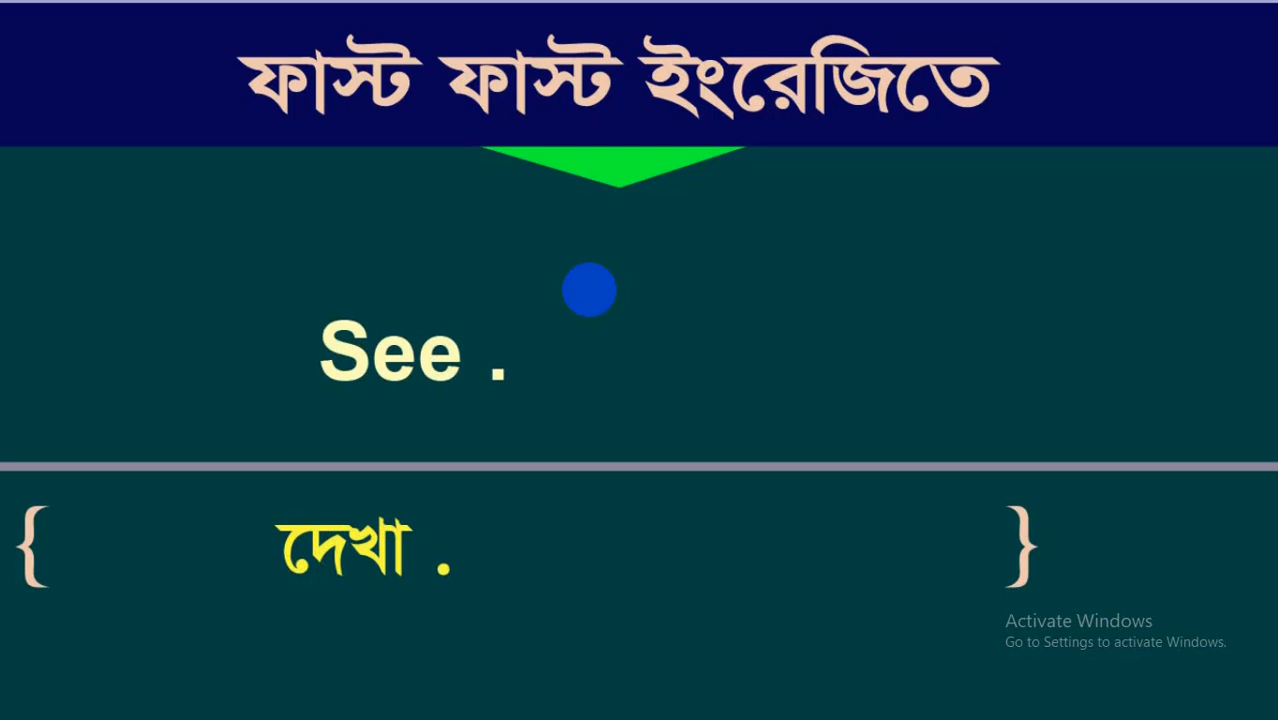 ফাস্ট ফাস্ট ইংরেজিতে
See .
{ দেখা . }
Activate Windows
Go to Settings to activate Windows.